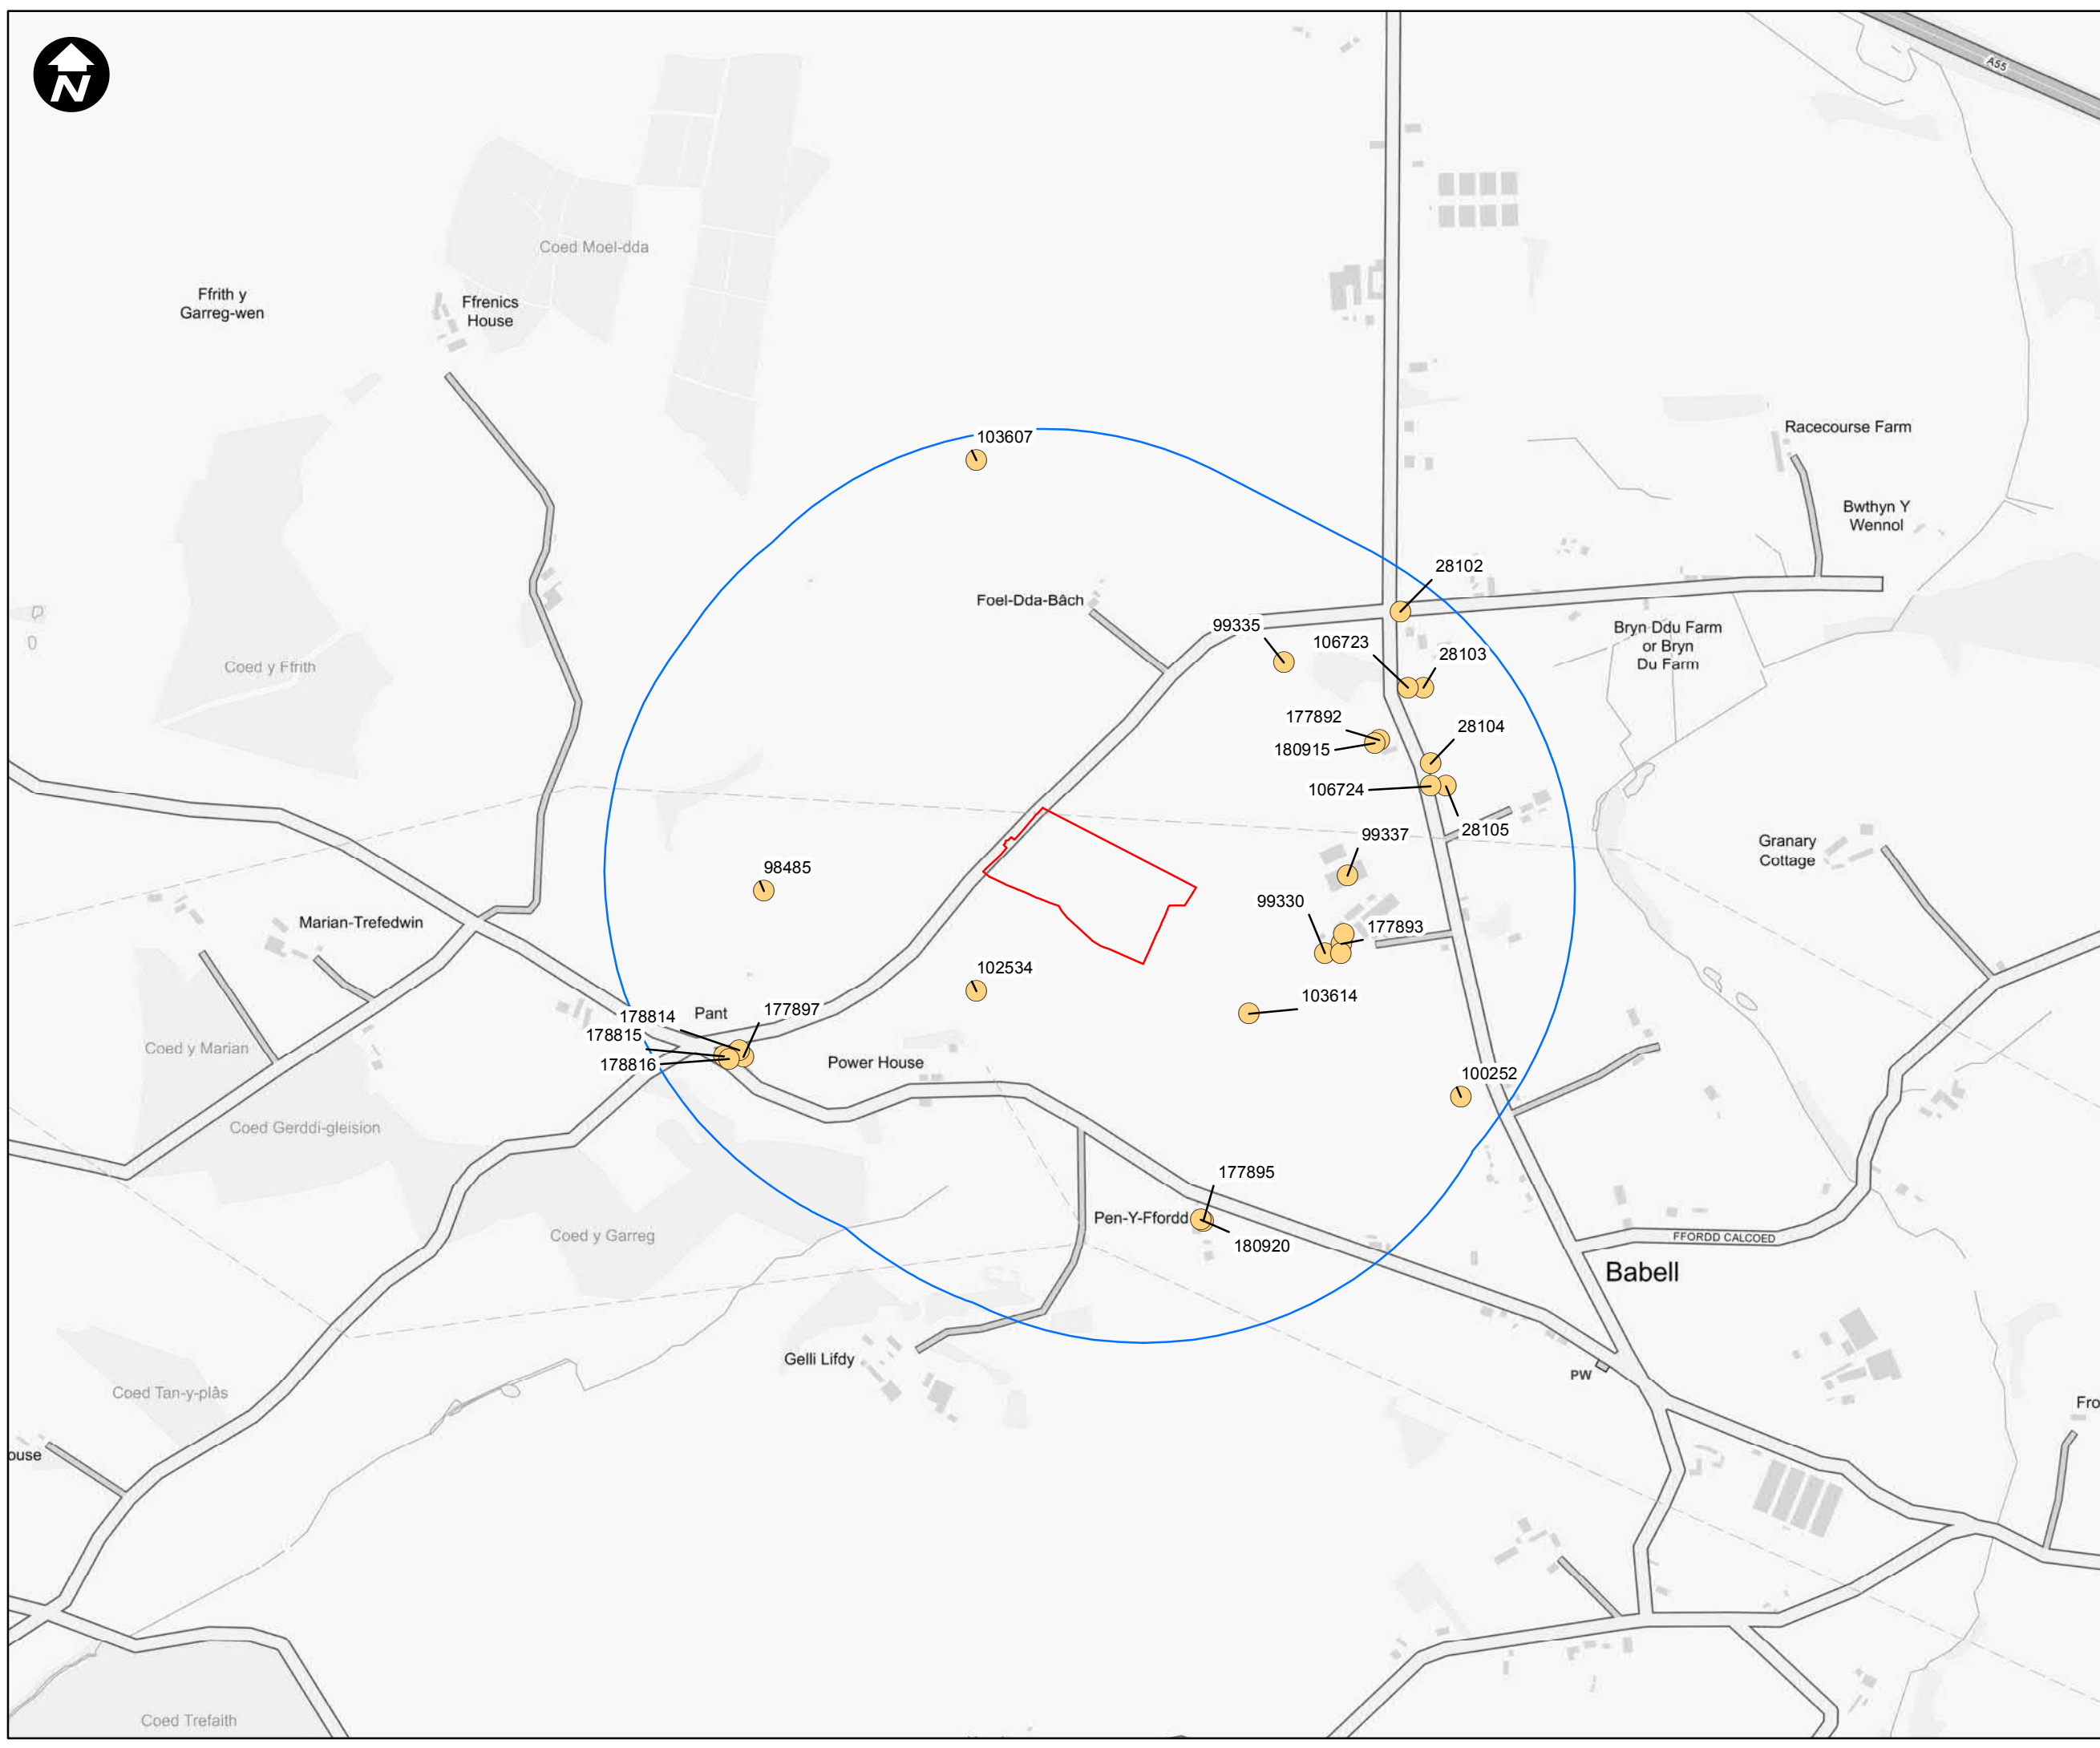 N
A55
Coed Moel-dda
Ffrith y
Garreg-wen
Ffrenics
House
103607
Racecourse Farm
Bwthyn Y
Wennol
28102
Foel-Dda-Bâch
99335
106723
28103
Bryn Ddu Farm
or Bryn
Du Farm
Coed y Ffrith
177892
180915
28104
106724
28105
99337
Granary
Cottage
98485
99330
177893
Marian-Trefedwin
102534
103614
178814
Pant
177897
178815
178816
Power House
Coed y Marian
100252
Coed Gerddi-gleision
177895
Pen-Y-Ffordd
180920
Coed y Garreg
FFORDD CALCOED
Babell
Gelli Lifdy
PW
Coed Tan-y-plâs
Fro
ouse
Coed Trefaith